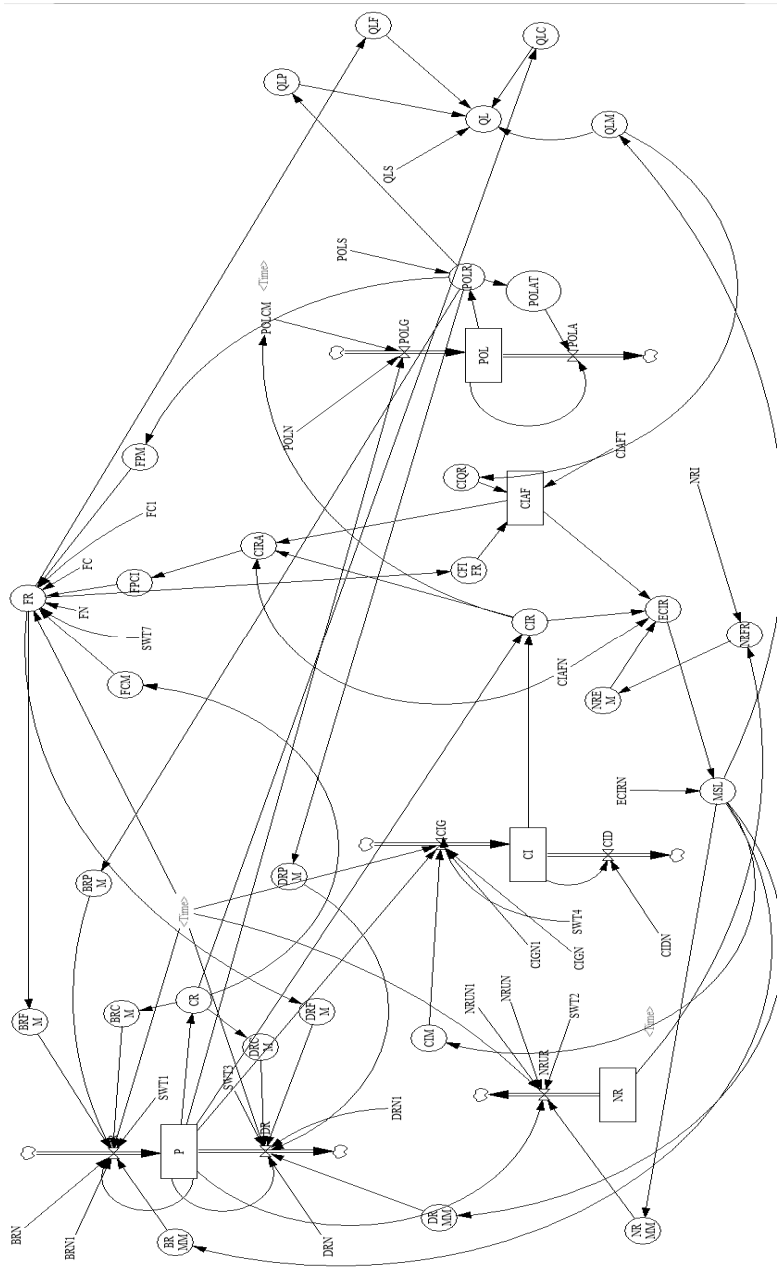 BRN
BRF
M
FR
BRN1
FN
FC
BRP
M
BRC
M
FCM
FPCI
FPM
SWT7
FC1
SWT1
BR
MM
P
<Time>
CR
SWT3
CIRA
DRC
M
DR
POLCM
<Time>
QLP
DRP
M
POLN
DRF
M
DRN
POLS
QLF
QLS
DRN1
POLG
CIM
DR
MM
CIG
CIQR
CFI
FR
POLR
NRUN1
POL
QL
NRUN
CIAF
CIR
CI
POLAT
CIGN1
QLC
NRUR
CIAFN
POLA
SWT2
CIGN
SWT4
NRE
M
CID
QLM
NR
CIAFT
CIDN
NR
MM
ECIRN
<Time>
ECIR
NRI
MSL
NRFR